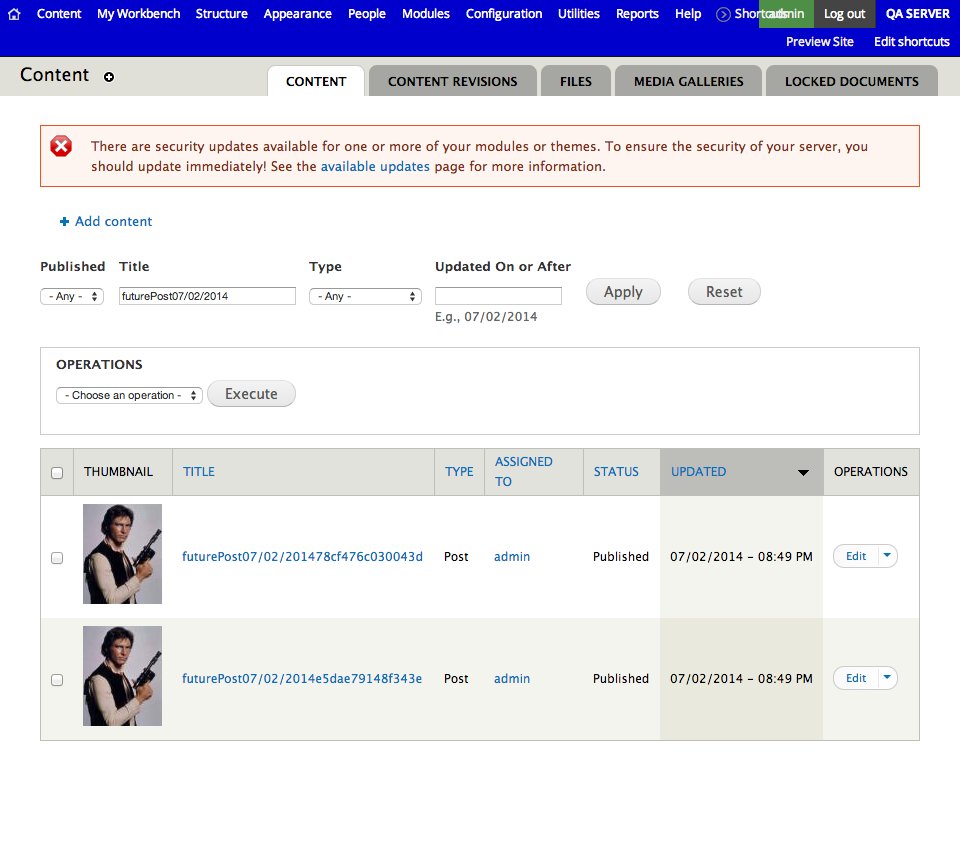 Content My Workbench Structure Appearance People Modules Configuration Utilities Reports Help Shortcuts admin Log out QA SERVER
Preview Site Edit shortcuts
Content
CONTENT CONTENT REVISIONS FILES MEDIA GALLERIES LOCKED DOCUMENTS
There are security updates available for one or more of your modules or themes. To ensure the security of your server, you
should update immediately! See the available updates page for more information.
Add content
Published Title Type Updated On or After
- Any - futurePost07/02/2014 - Any - Apply Reset
E.g., 07/02/2014
OPERATIONS
- Choose an operation - Execute
THUMBNAIL TITLE TYPE ASSIGNED TO STATUS UPDATED OPERATIONS
futurePost07/02/201478cf476c030043d Post admin Published 07/02/2014 - 08:49 PM Edit
futurePost07/02/2014e5dae79148f343e Post admin Published 07/02/2014 - 08:49 PM Edit